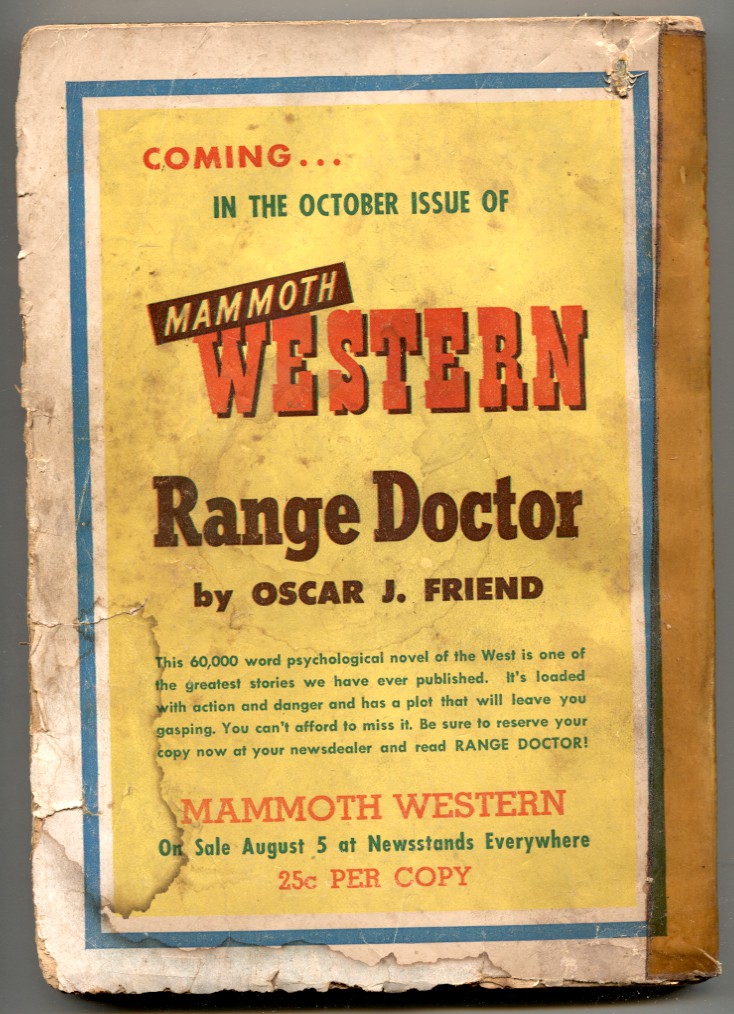 COMING...
IN THE OCTOBER ISSUE OF
MAMMOTH
WESTERN
Range Doctor
by OSCAR J. FRIEND
This 60,000 word psychological novel of the West is one of
the greatest stories we have ever published. It's loaded
with action and danger and has a plot that will leave you
gasping. You can't afford to miss it. Be sure to reserve your
copy now at your newsdealer and read RANGE DOCTOR!
MAMMOTH WESTERN
On Sale August 5 at Newsstands Everywhere
25c PER COPY